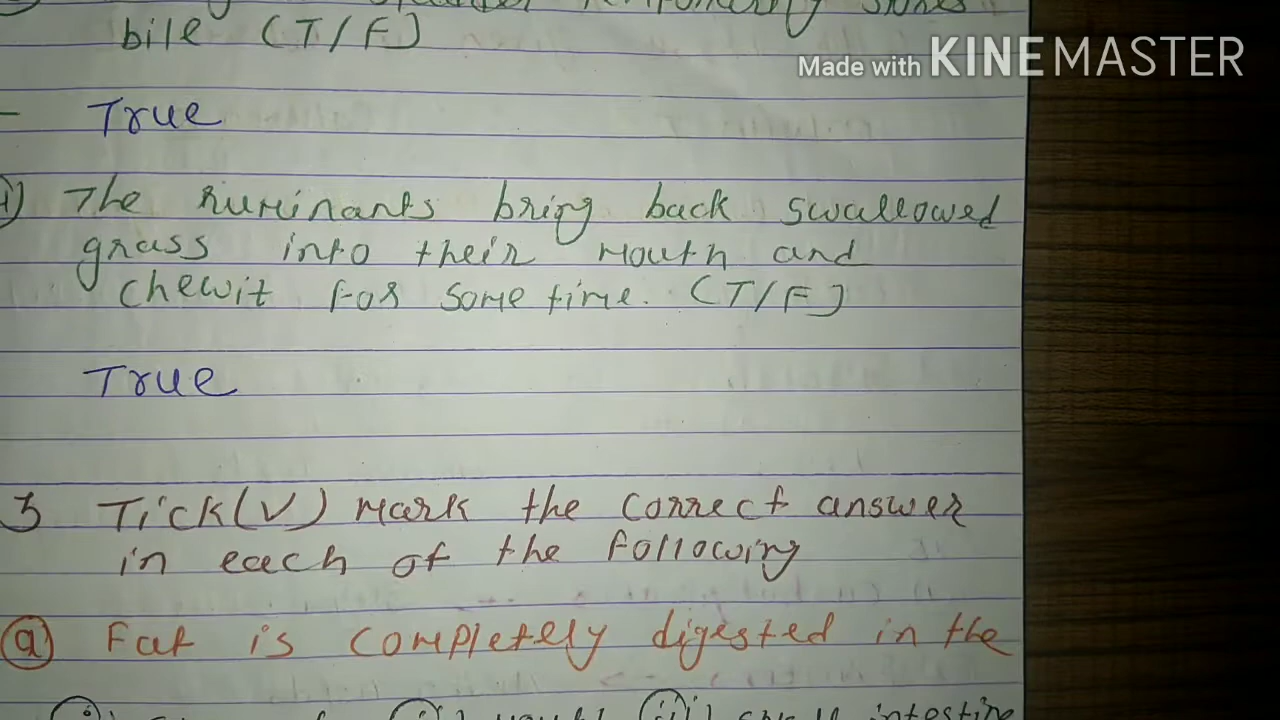 bile (T/F)
Made with KINEMASTER
- True
The ruminants bring back swallowed
grass into their mouth and
chewit for some time. (T/F)
True
3 Tick(√) mark the correct answer
in each of the following
(a) Fat is completely digested in the
intestine